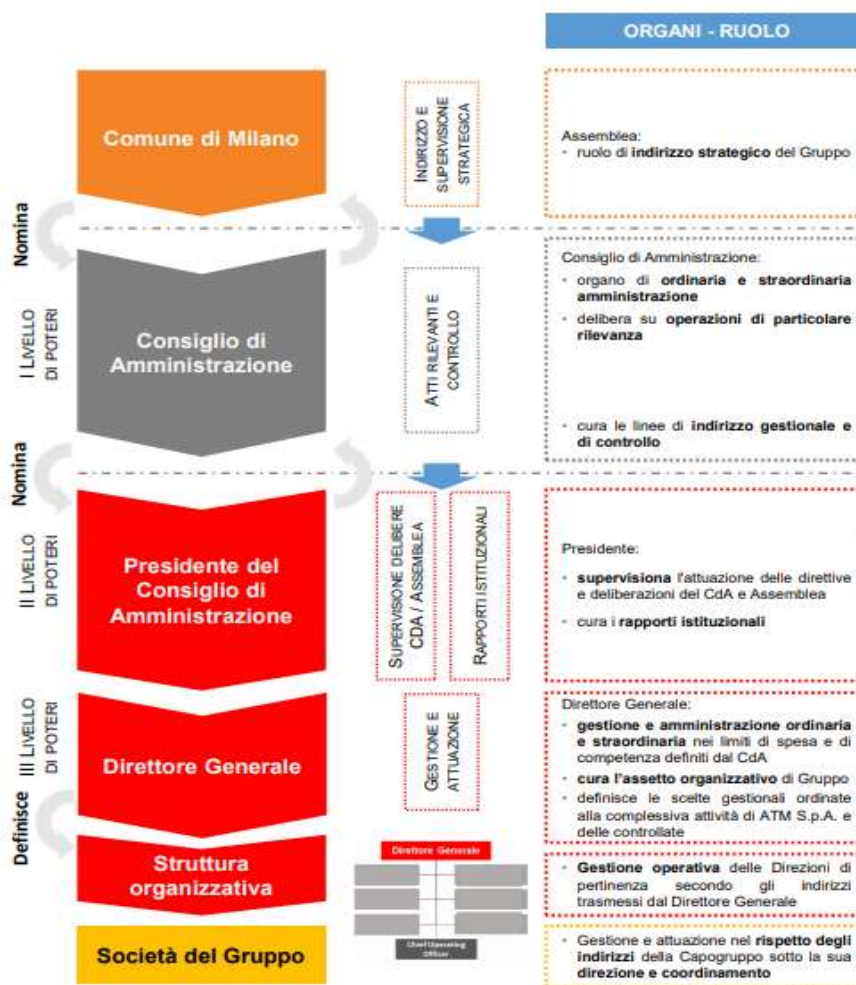 ORGANI - RUOLO
Comune di Milano
INDIRIZZO E
SUPERVISIONE
STRATEGICA
Assemblea:
• ruolo di indirizzo strategico del Gruppo
Nomina
I LIVELLO
DI POTERI
Consiglio di
Amministrazione
ATTI RILEVANTI E
CONTROLLO
Consiglio di Amministrazione:
• organo di ordinaria e straordinaria
amministrazione
• delibera su operazioni di particolare
rilevanza
• cura le linee di indirizzo gestionale e
di controllo
Nomina
II LIVELLO
DI POTERI
Presidente del
Consiglio di
Amministrazione
SUPERVISIONE DELIBERE
CDA / ASSEMBLEA
RAPPORTI ISTITUZIONALI
Presidente:
• supervisiona l'attuazione delle direttive
e deliberazioni del CdA e Assemblea
• cura i rapporti istituzionali
III LIVELLO
DI POTERI
Direttore Generale
GESTIONE E
ATTUAZIONE
Direttore Generale:
• gestione e amministrazione ordinaria
e straordinaria nei limiti di spesa e di
competenza definiti dal CdA
• cura l'assetto organizzativo di Gruppo
• definisce le scelte gestionali ordinate
alla complessiva attività di ATM S.p.A. e
delle controllate
Definisce
Struttura
organizzativa
Direttore Generale
Chief Operating
Officer
• Gestione operativa delle Direzioni di
pertinenza secondo gli indirizzi
trasmessi dal Direttore Generale
Società del Gruppo
• Gestione e attuazione nel rispetto degli
indirizzi della Capogruppo sotto la sua
direzione e coordinamento